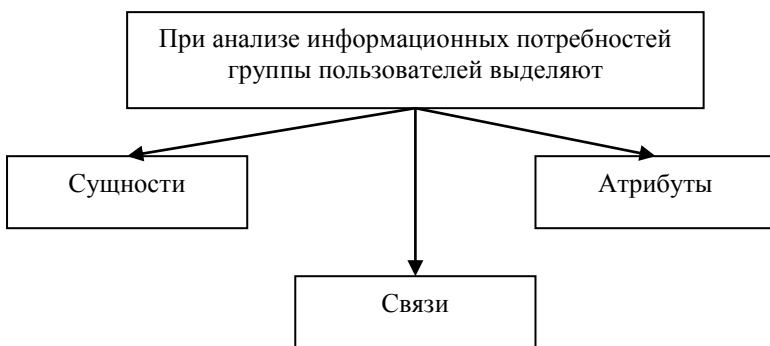 При анализе информационных потребностей
группы пользователей выделяют
Сущности
Атрибуты
Связи